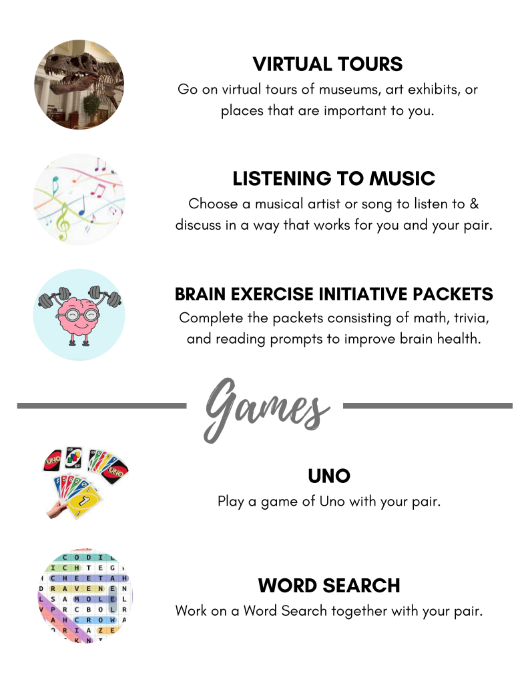 VIRTUAL TOURS
Go on virtual tours of museums, art exhibits, or
places that are important to you.
LISTENING TO MUSIC
Choose a musical artist or song to listen to &
discuss in a way that works for you and your pair.
BRAIN EXERCISE INITIATIVE PACKETS
Complete the packets consisting of math, trivia,
and reading prompts to improve brain health.
Games
UNO
Play a game of Uno with your pair.
UNO
UNO
WORD SEARCH
Work on a Word Search together with your pair.
C O D I
I C H T E G
C H E E T A H
D R A V E N E N
L S A M O L E L
V P R C B O L R
A H C R O W A
R I A Z E